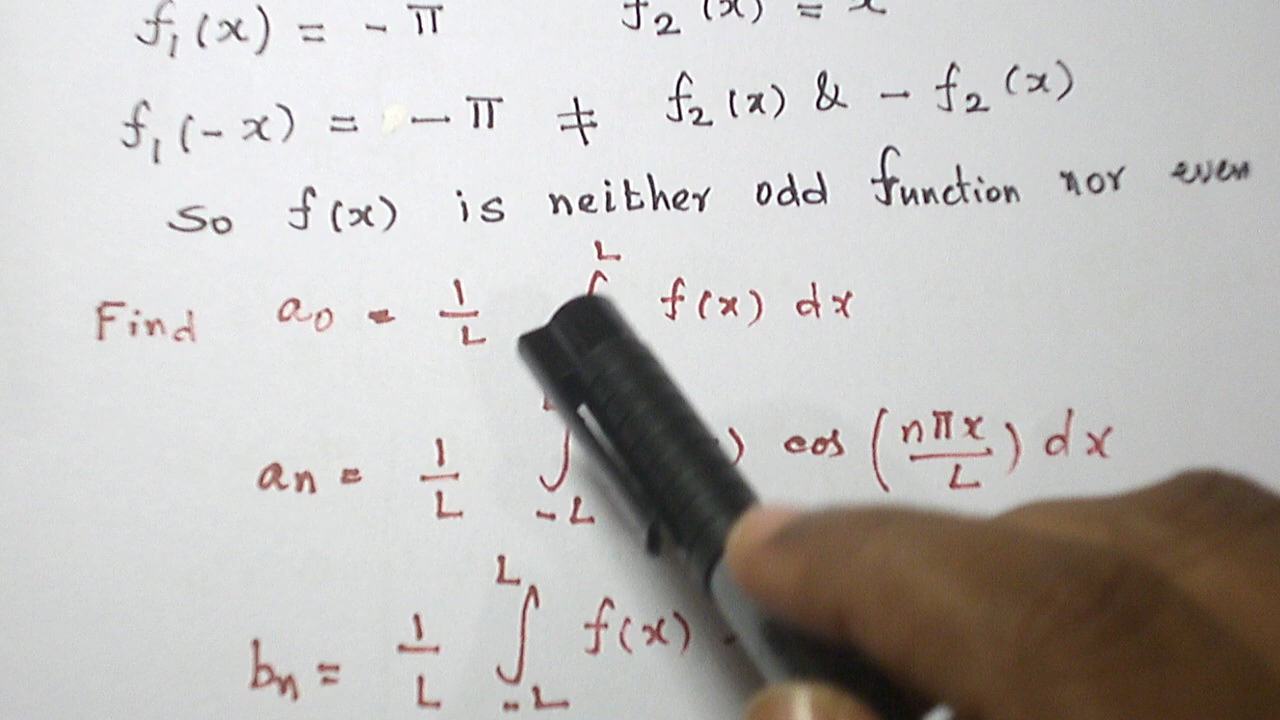 f₁(x) = - π f₂(x) = x
f₁(-x) = - π ≠ f₂(x) & - f₂(x)
So f(x) is neither odd function nor even
Find a₀ = 1/L ∫ L f(x) dx
aₙ = 1/L ∫ -L ) cos (nπx/L) dx
bₙ = 1/L ∫ L -L f(x)